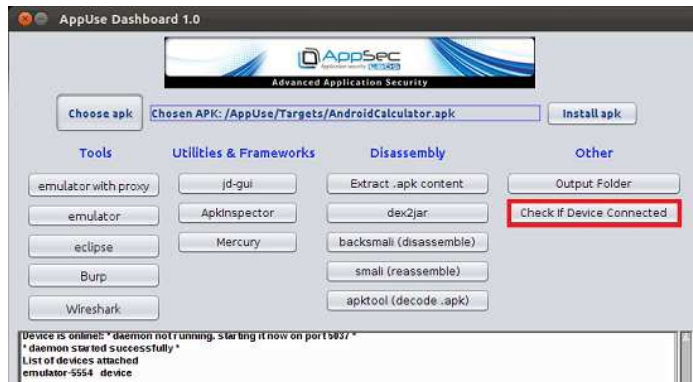 AppUse Dashboard 1.0
AppSec
Application security LABS
Advanced Application Security
Choose apk Chosen APK: /AppUse/Targets/AndroidCalculator.apk Install apk
Tools Utilities & Frameworks Disassembly Other
emulator with proxy jd-gui Extract .apk content Output Folder
emulator ApkInspector dex2jar Check If Device Connected
eclipse Mercury backsmali (disassemble)
Burp smali (reassemble)
Wireshark apktool (decode .apk)
Device is online!: * daemon not running. starting it now on port 5037 *
* daemon started successfully *
List of devices attached
emulator-5554 device